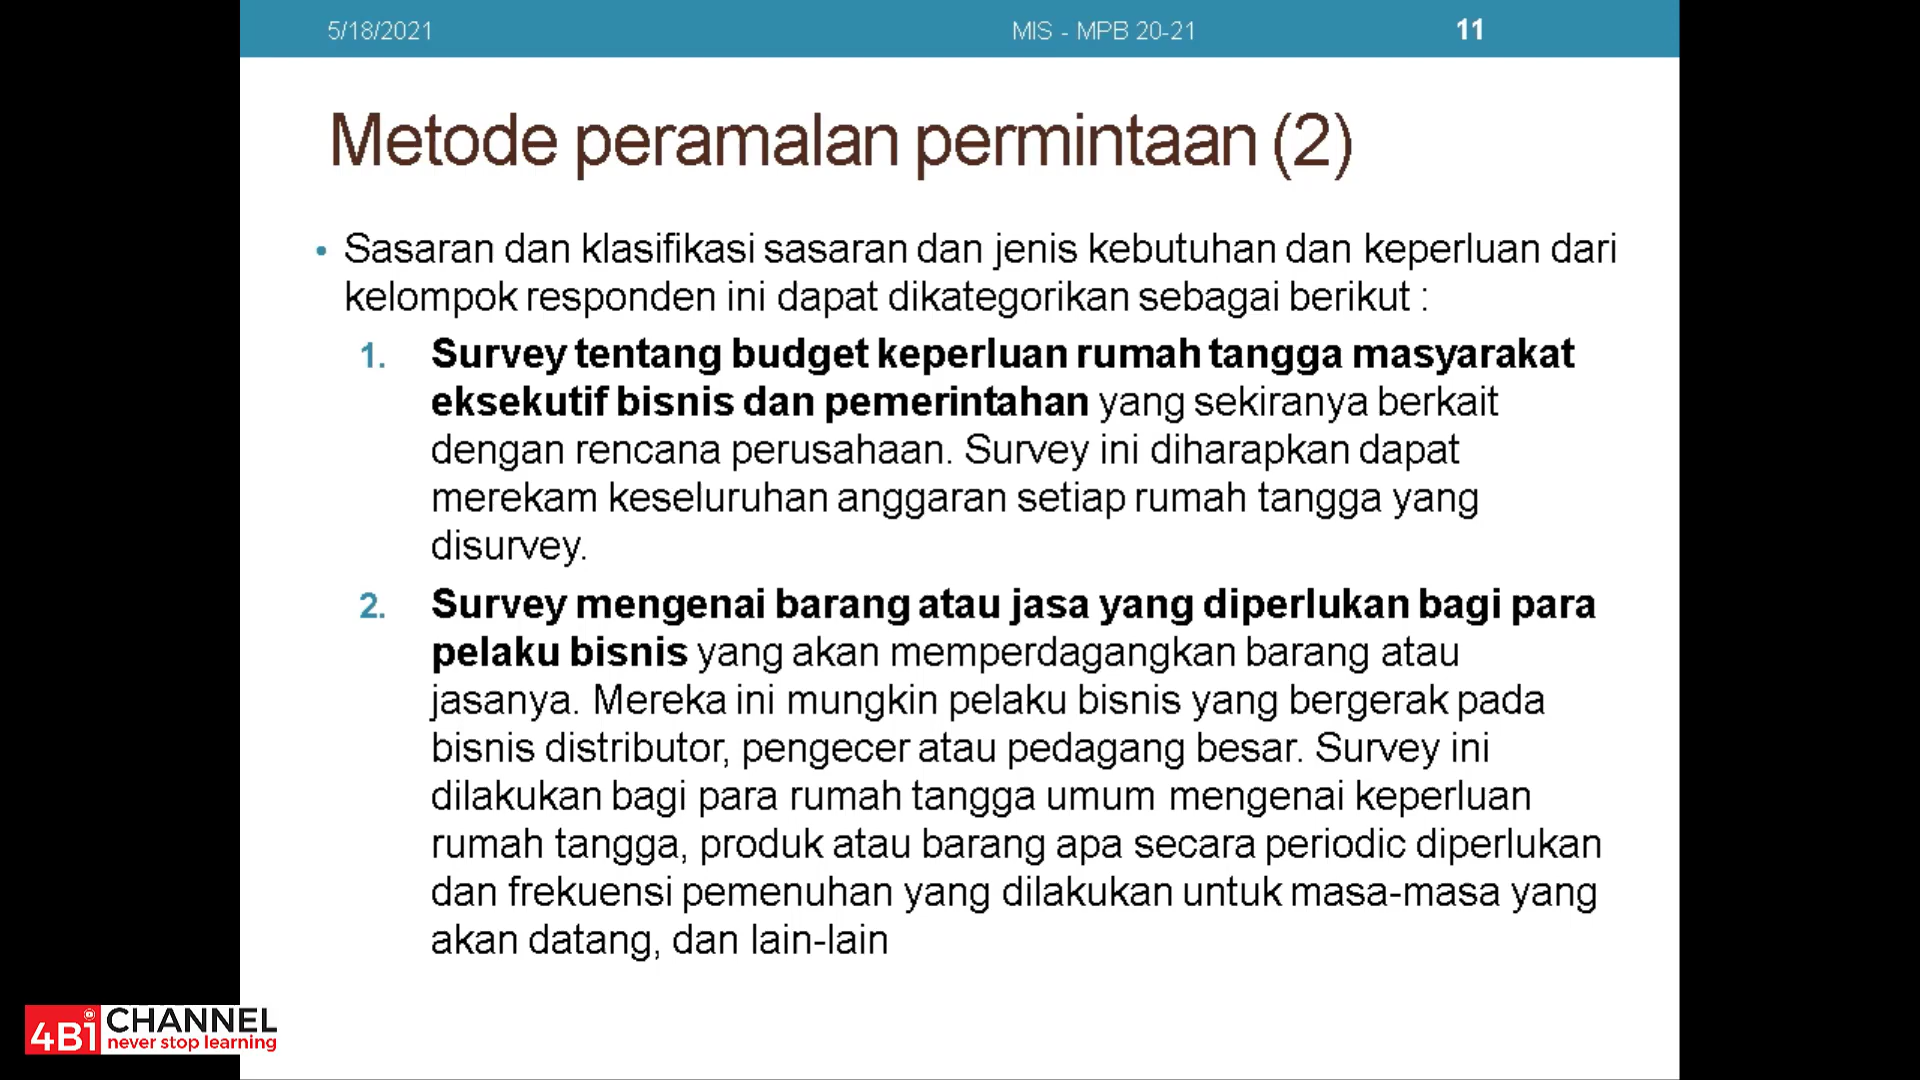 5/18/2021 MIS - MPB 20-21 11
Metode peramalan permintaan (2)
• Sasaran dan klasifikasi sasaran dan jenis kebutuhan dan keperluan dari
kelompok responden ini dapat dikategorikan sebagai berikut :
1. Survey tentang budget keperluan rumah tangga masyarakat
eksekutif bisnis dan pemerintahan yang sekiranya berkait
dengan rencana perusahaan. Survey ini diharapkan dapat
merekam keseluruhan anggaran setiap rumah tangga yang
disurvey.
2. Survey mengenai barang atau jasa yang diperlukan bagi para
pelaku bisnis yang akan memperdagangkan barang atau
jasanya. Mereka ini mungkin pelaku bisnis yang bergerak pada
bisnis distributor, pengecer atau pedagang besar. Survey ini
dilakukan bagi para rumah tangga umum mengenai keperluan
rumah tangga, produk atau barang apa secara periodic diperlukan
dan frekuensi pemenuhan yang dilakukan untuk masa-masa yang
akan datang, dan lain-lain
4Bi CHANNEL
never stop learning